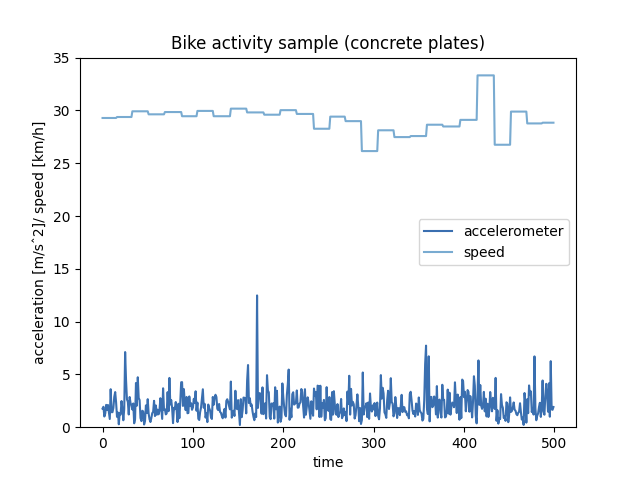 Bike activity sample (concrete plates)
35
30
25
20
15
10
5
0
acceleration [m/sˆ2]/ speed [km/h]
accelerometer
speed
0 100 200 300 400 500
time